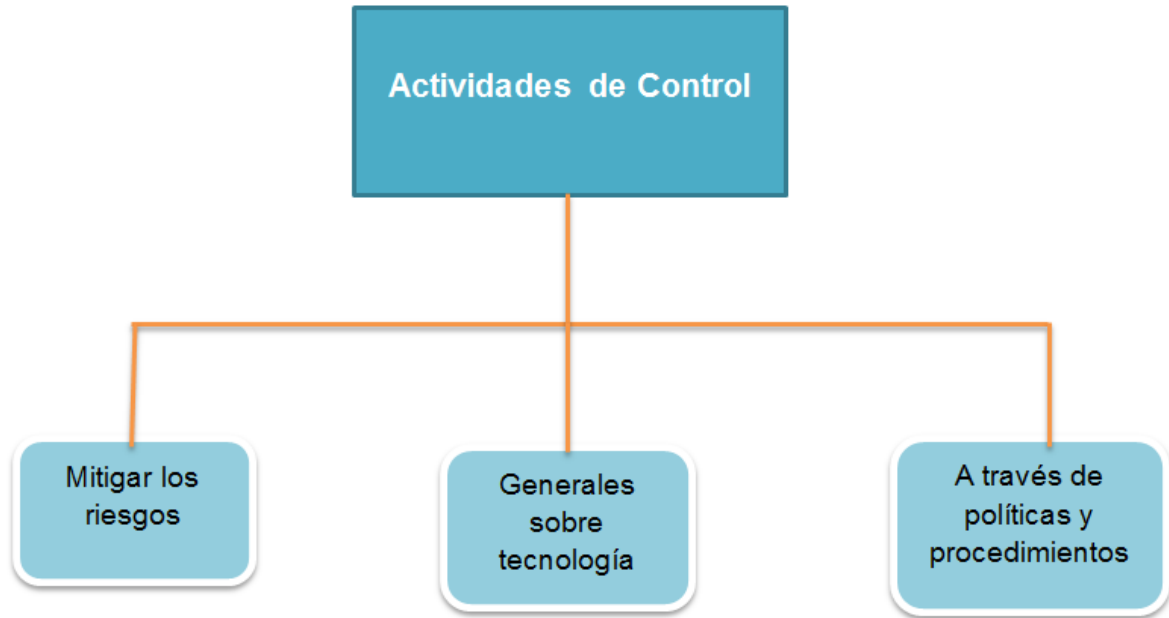 Actividades de Control
Mitigar los
riesgos
Generales
sobre
tecnología
A través de
políticas y
procedimientos